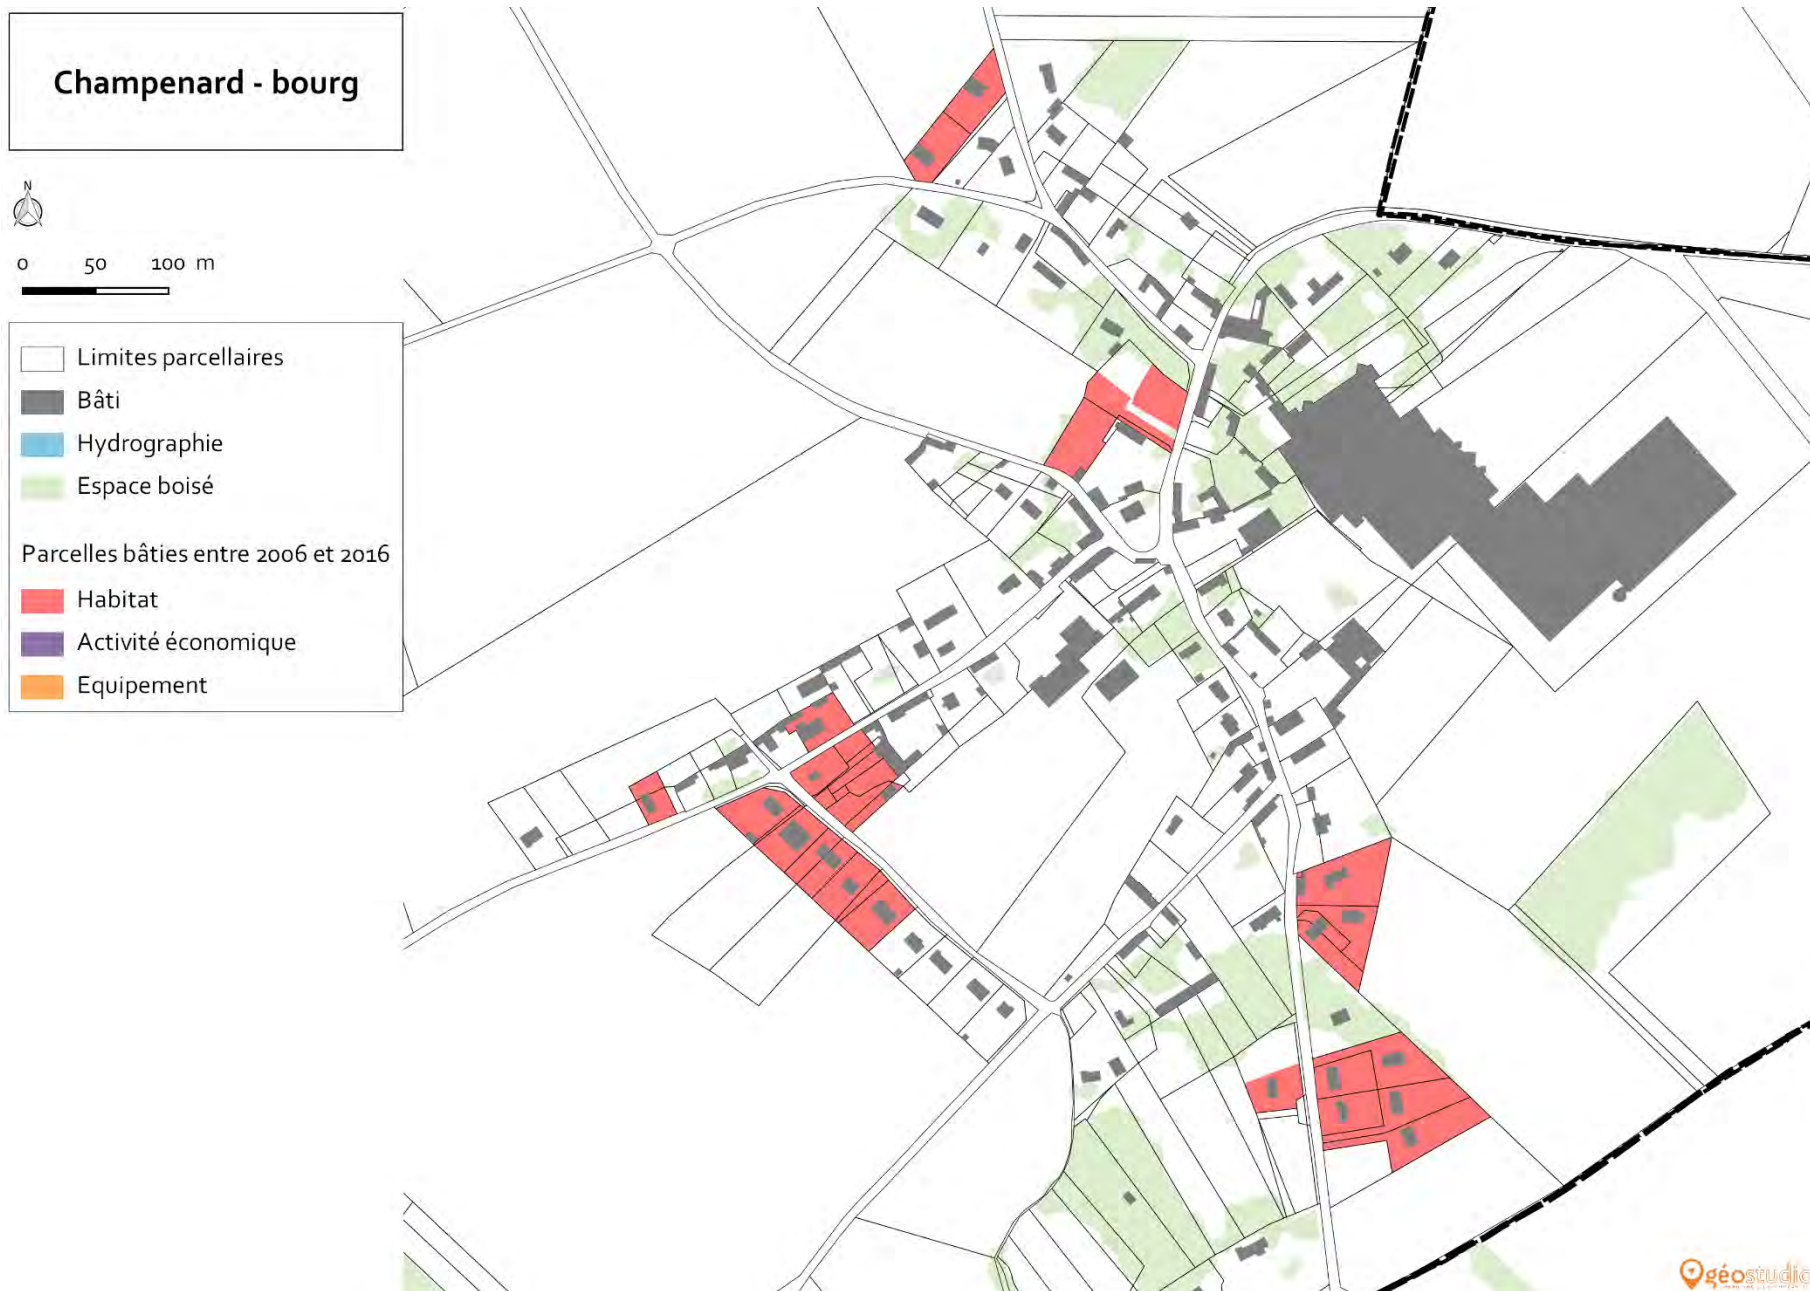 Champenard - bourg
N
0 50 100 m
Limites parcellaires
Bâti
Hydrographie
Espace boisé
Parcelles bâties entre 2006 et 2016
Habitat
Activité économique
Equipement
géostudio